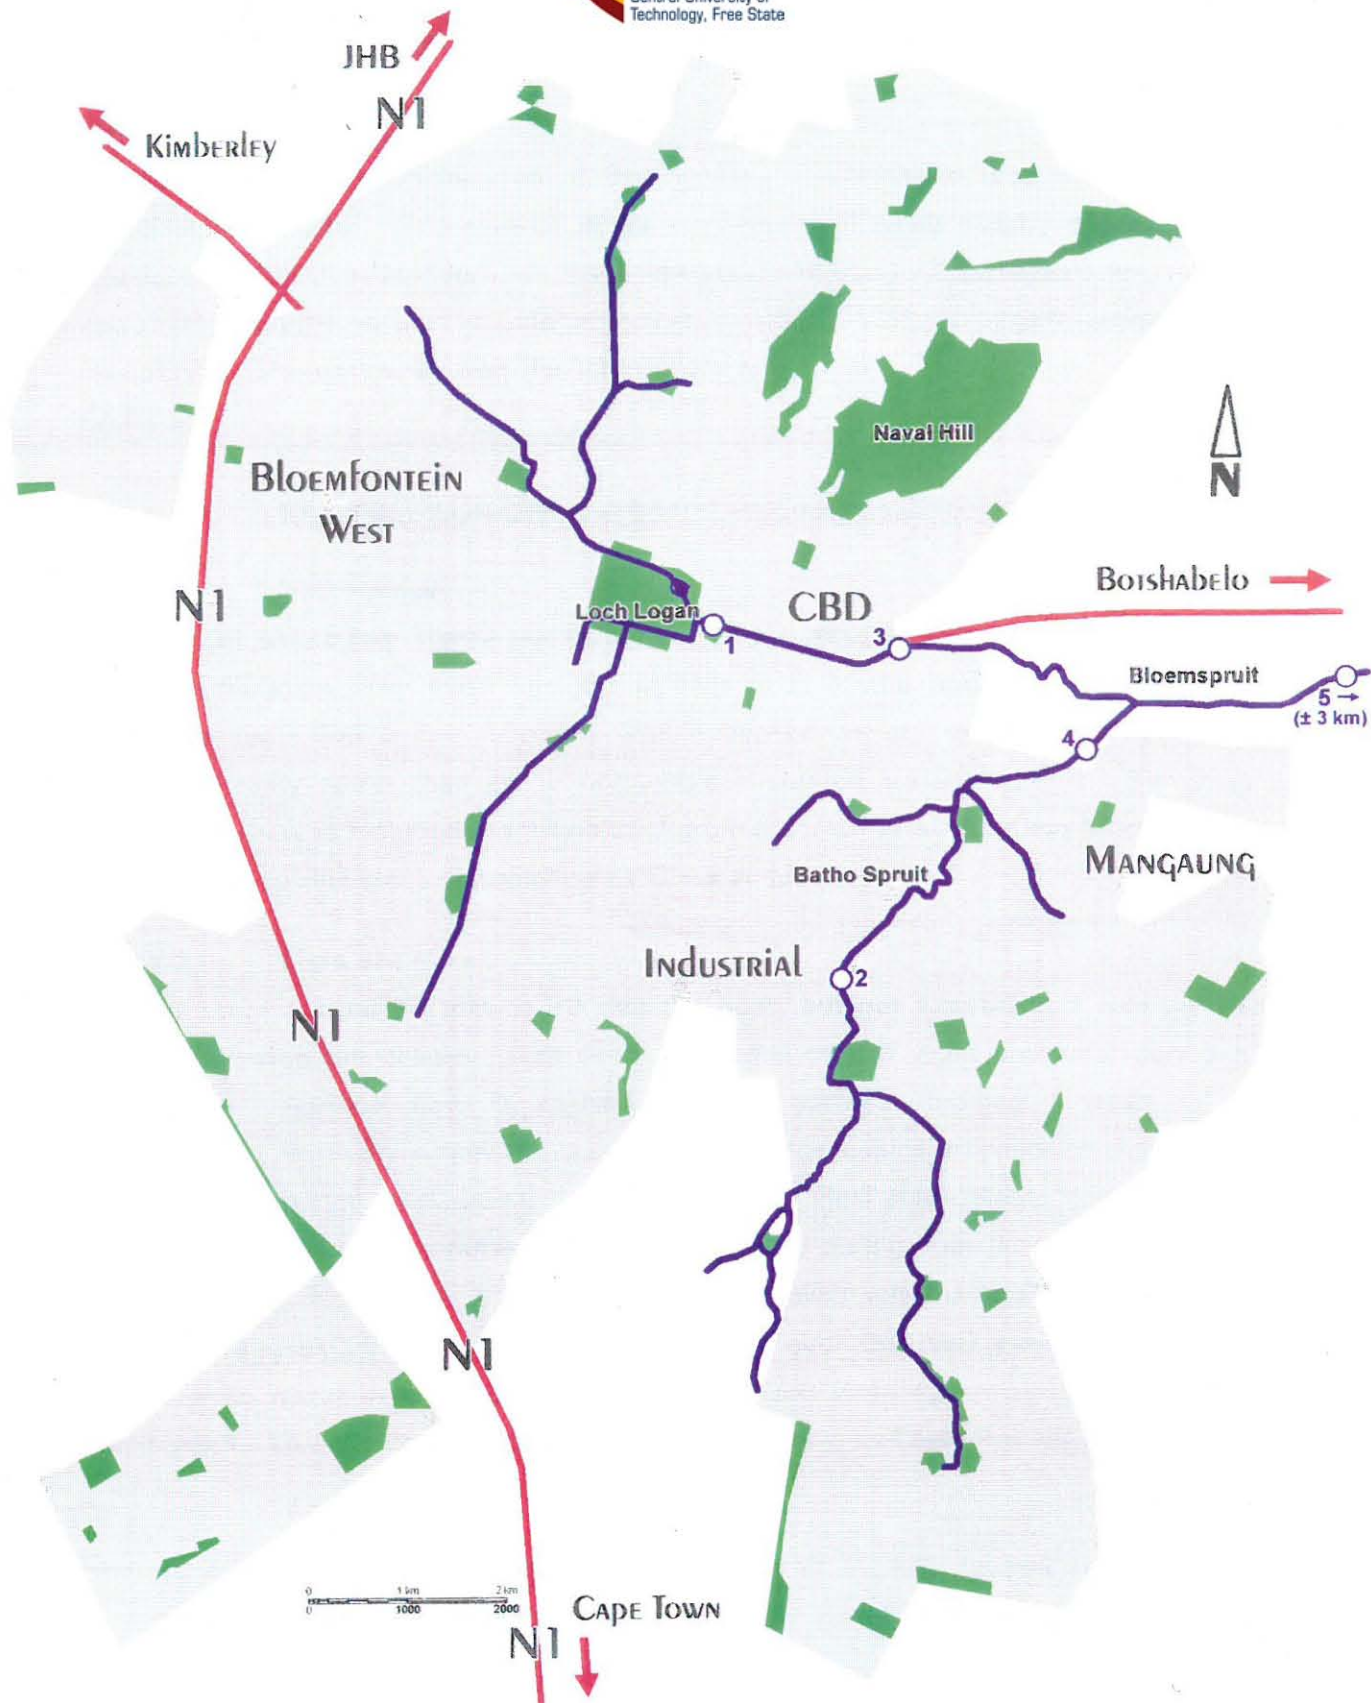 Technology, Free State
JHB
N1
Kimberley
Naval Hill
Bloemfontein
West
N
Botshabelo
N1
CBD
Loch Logan
1
3
Bloemspruit
5 →
(± 3 km)
4
Mangaung
Batho Spruit
Industrial
2
N1
N1
0 1 km 2 km
0 1000 2000
Cape Town
N1